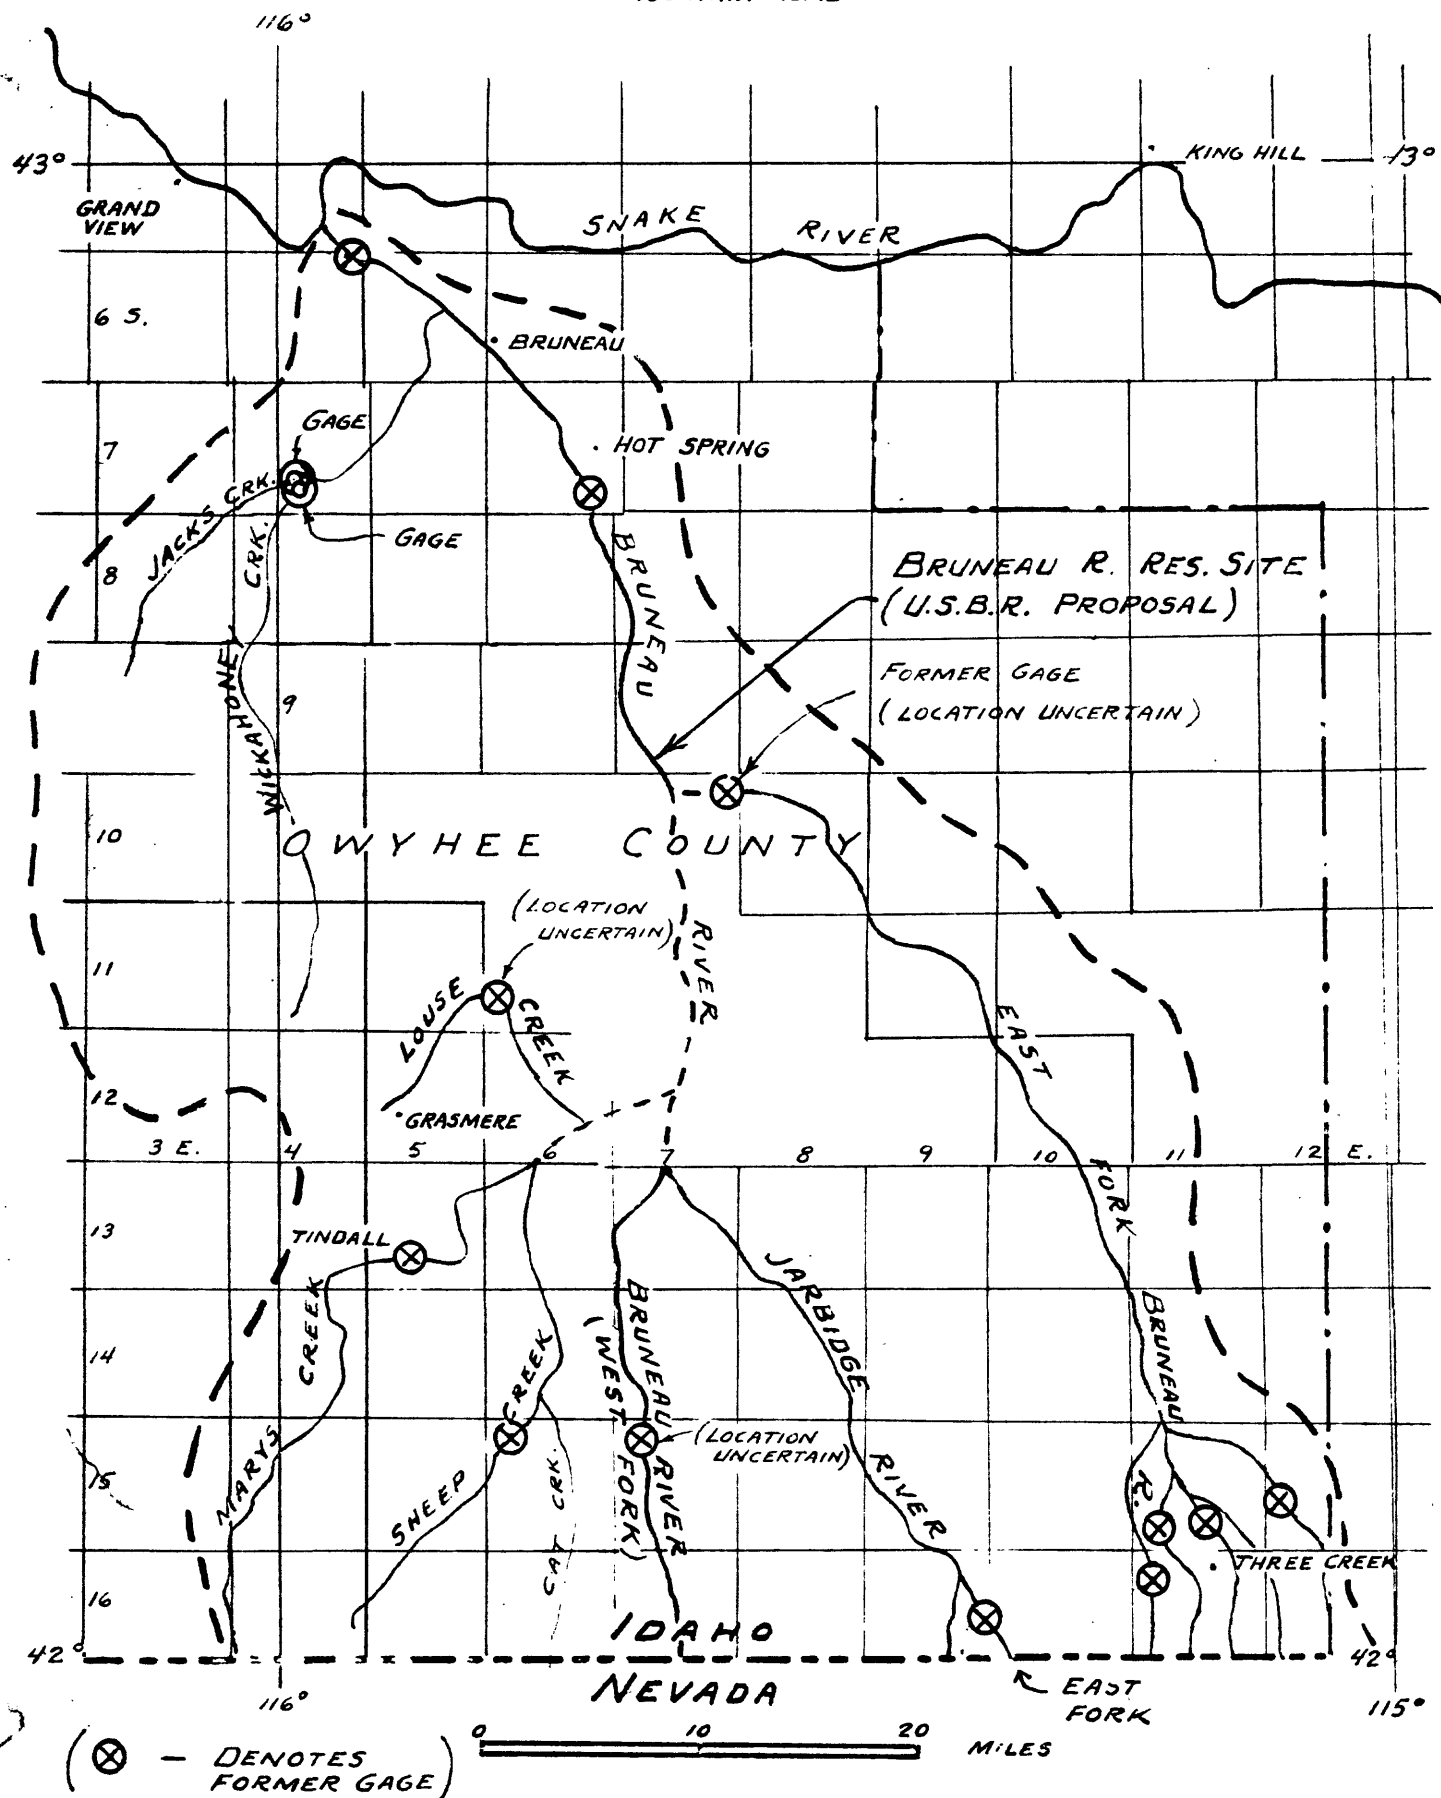 116°
43°
KING HILL
13°
GRAND
VIEW
SNAKE RIVER
6 S.
BRUNEAU
GAGE
7
HOT SPRING
JACKS CRK.
GAGE
8
WICKAHONEY CRK.
BRUNEAU RIVER
BRUNEAU R. RES. SITE
(U.S.B.R. PROPOSAL)
FORMER GAGE
(LOCATION UNCERTAIN)
9
10
OWYHEE COUNTY
(LOCATION
UNCERTAIN)
11
LOUSE CREEK
EAST FORK BRUNEAU R.
12
GRASMERE
3 E. 4 5 6 7 8 9 10 11 12 E.
13
TINDALL
MARYS CREEK
JARBIDGE RIVER
14
SHEEP CREEK
BRUNEAU RIVER
(WEST FORK)
(LOCATION
UNCERTAIN)
15
CAT CRK.
THREE CREEK
16
IDAHO
42°
42°
NEVADA
116°
EAST
FORK
115°
0 10 20
MILES
( – DENOTES
FORMER GAGE)